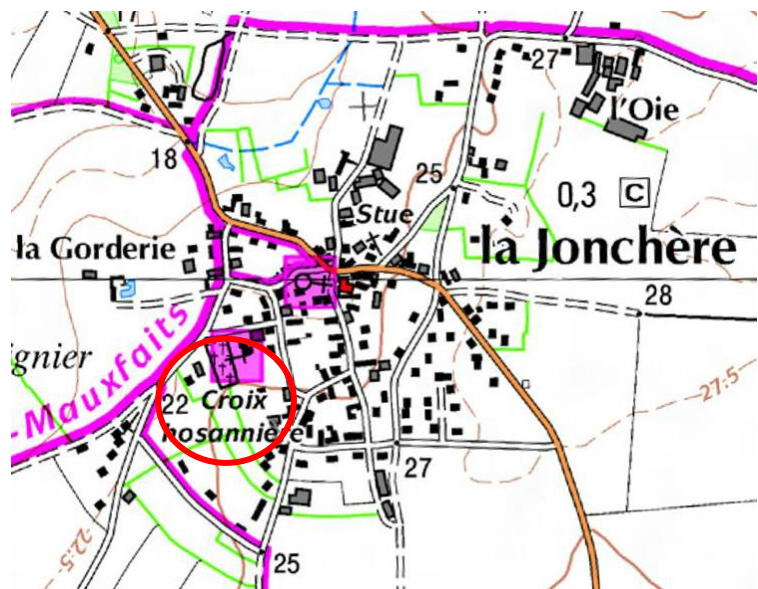 27
l'Oie
18
25
0,3
C
Stue
la Gorderie
la Jonchère
28
ignier
-Mauxfaits
22
Croix
hosannière
27:5
27
22:5
25